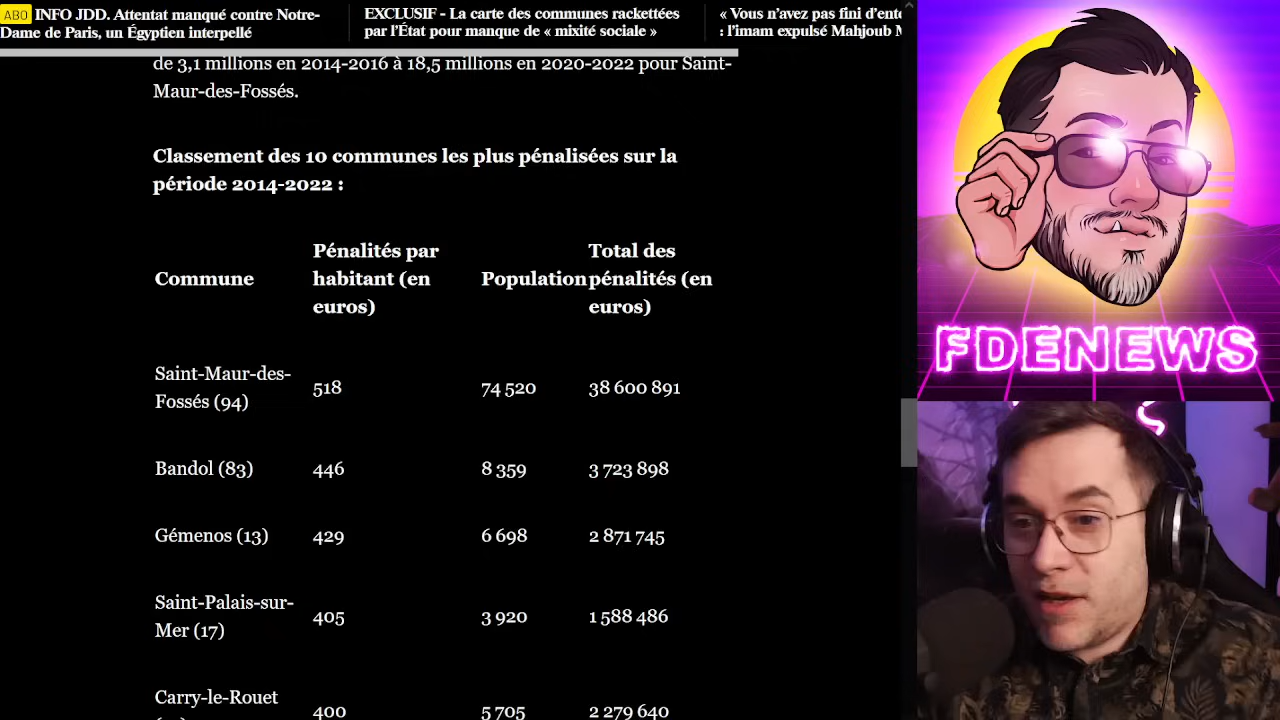 ABO INFO JDD. Attentat manqué contre Notre-
Dame de Paris, un Égyptien interpellé
EXCLUSIF - La carte des communes rackettées
par l'État pour manque de « mixité sociale »
« Vous n'avez pas fini
: l'imam expulsé Mahjoub
de 3,1 millions en 2014-2016 à 18,5 millions en 2020-2022 pour Saint-
Maur-des-Fossés.
Classement des 10 communes les plus pénalisées sur la
période 2014-2022 :
Commune
Pénalités par
habitant (en
euros)
Population
Total des
pénalités (en
euros)
Saint-Maur-des-
Fossés (94)
518
74 520
38 600 891
Bandol (83)
446
8 359
3 723 898
Gémenos (13)
429
6 698
2 871 745
Saint-Palais-sur-
Mer (17)
405
3 920
1 588 486
Carry-le-Rouet
400
5 705
2 279 640
FDENEWS